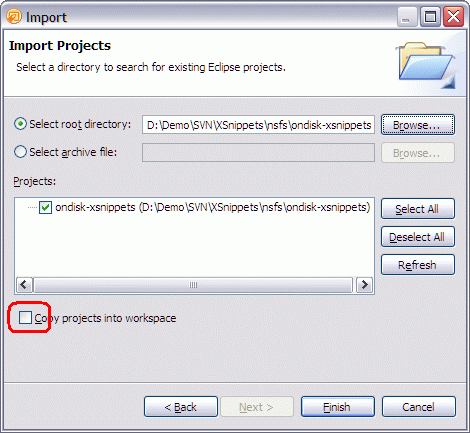 Import
Import Projects
Select a directory to search for existing Eclipse projects.
Select root directory: D:\Demo\SVN\XSnippets\nsfs\ondisk-xsnippets Browse...
Select archive file: Browse...
Projects:
ondisk-xsnippets (D:\Demo\SVN\XSnippets\nsfs\ondisk-xsnippets) Select All
Deselect All
Refresh
Copy projects into workspace
< Back Next > Finish Cancel